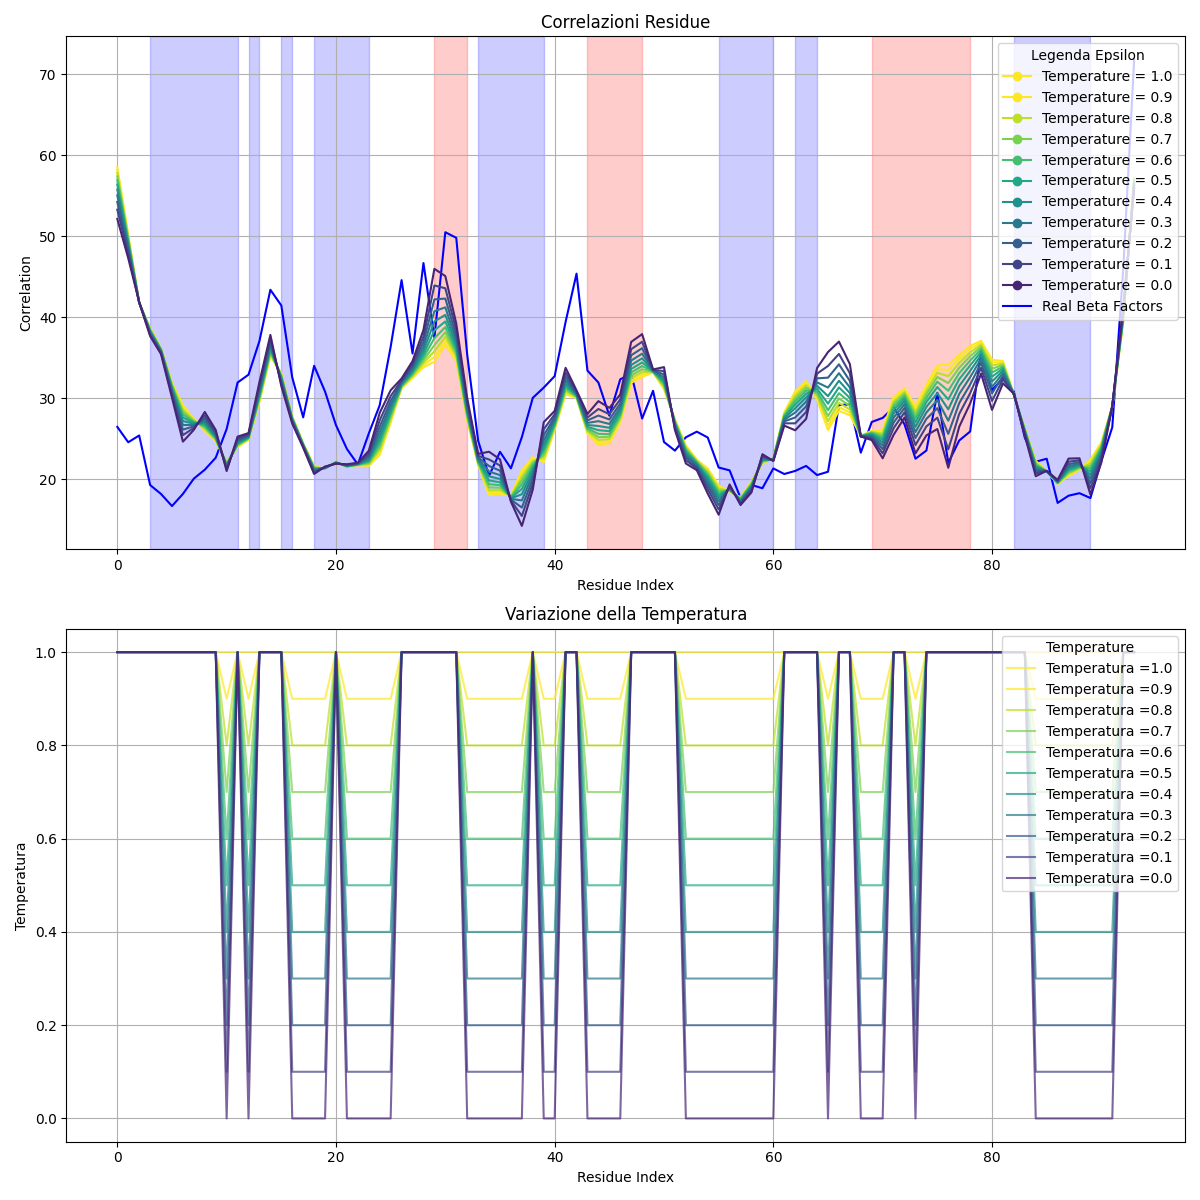 Correlazioni Residue
Correlation
70
60
50
40
30
20
0
20
40
60
80
Residue Index
Legenda Epsilon
Temperature = 1.0
Temperature = 0.9
Temperature = 0.8
Temperature = 0.7
Temperature = 0.6
Temperature = 0.5
Temperature = 0.4
Temperature = 0.3
Temperature = 0.2
Temperature = 0.1
Temperature = 0.0
Real Beta Factors
Variazione della Temperatura
Temperatura
1.0
0.8
0.6
0.4
0.2
0.0
0
20
40
60
80
Residue Index
Temperature
Temperatura =1.0
Temperatura =0.9
Temperatura =0.8
Temperatura =0.7
Temperatura =0.6
Temperatura =0.5
Temperatura =0.4
Temperatura =0.3
Temperatura =0.2
Temperatura =0.1
Temperatura =0.0